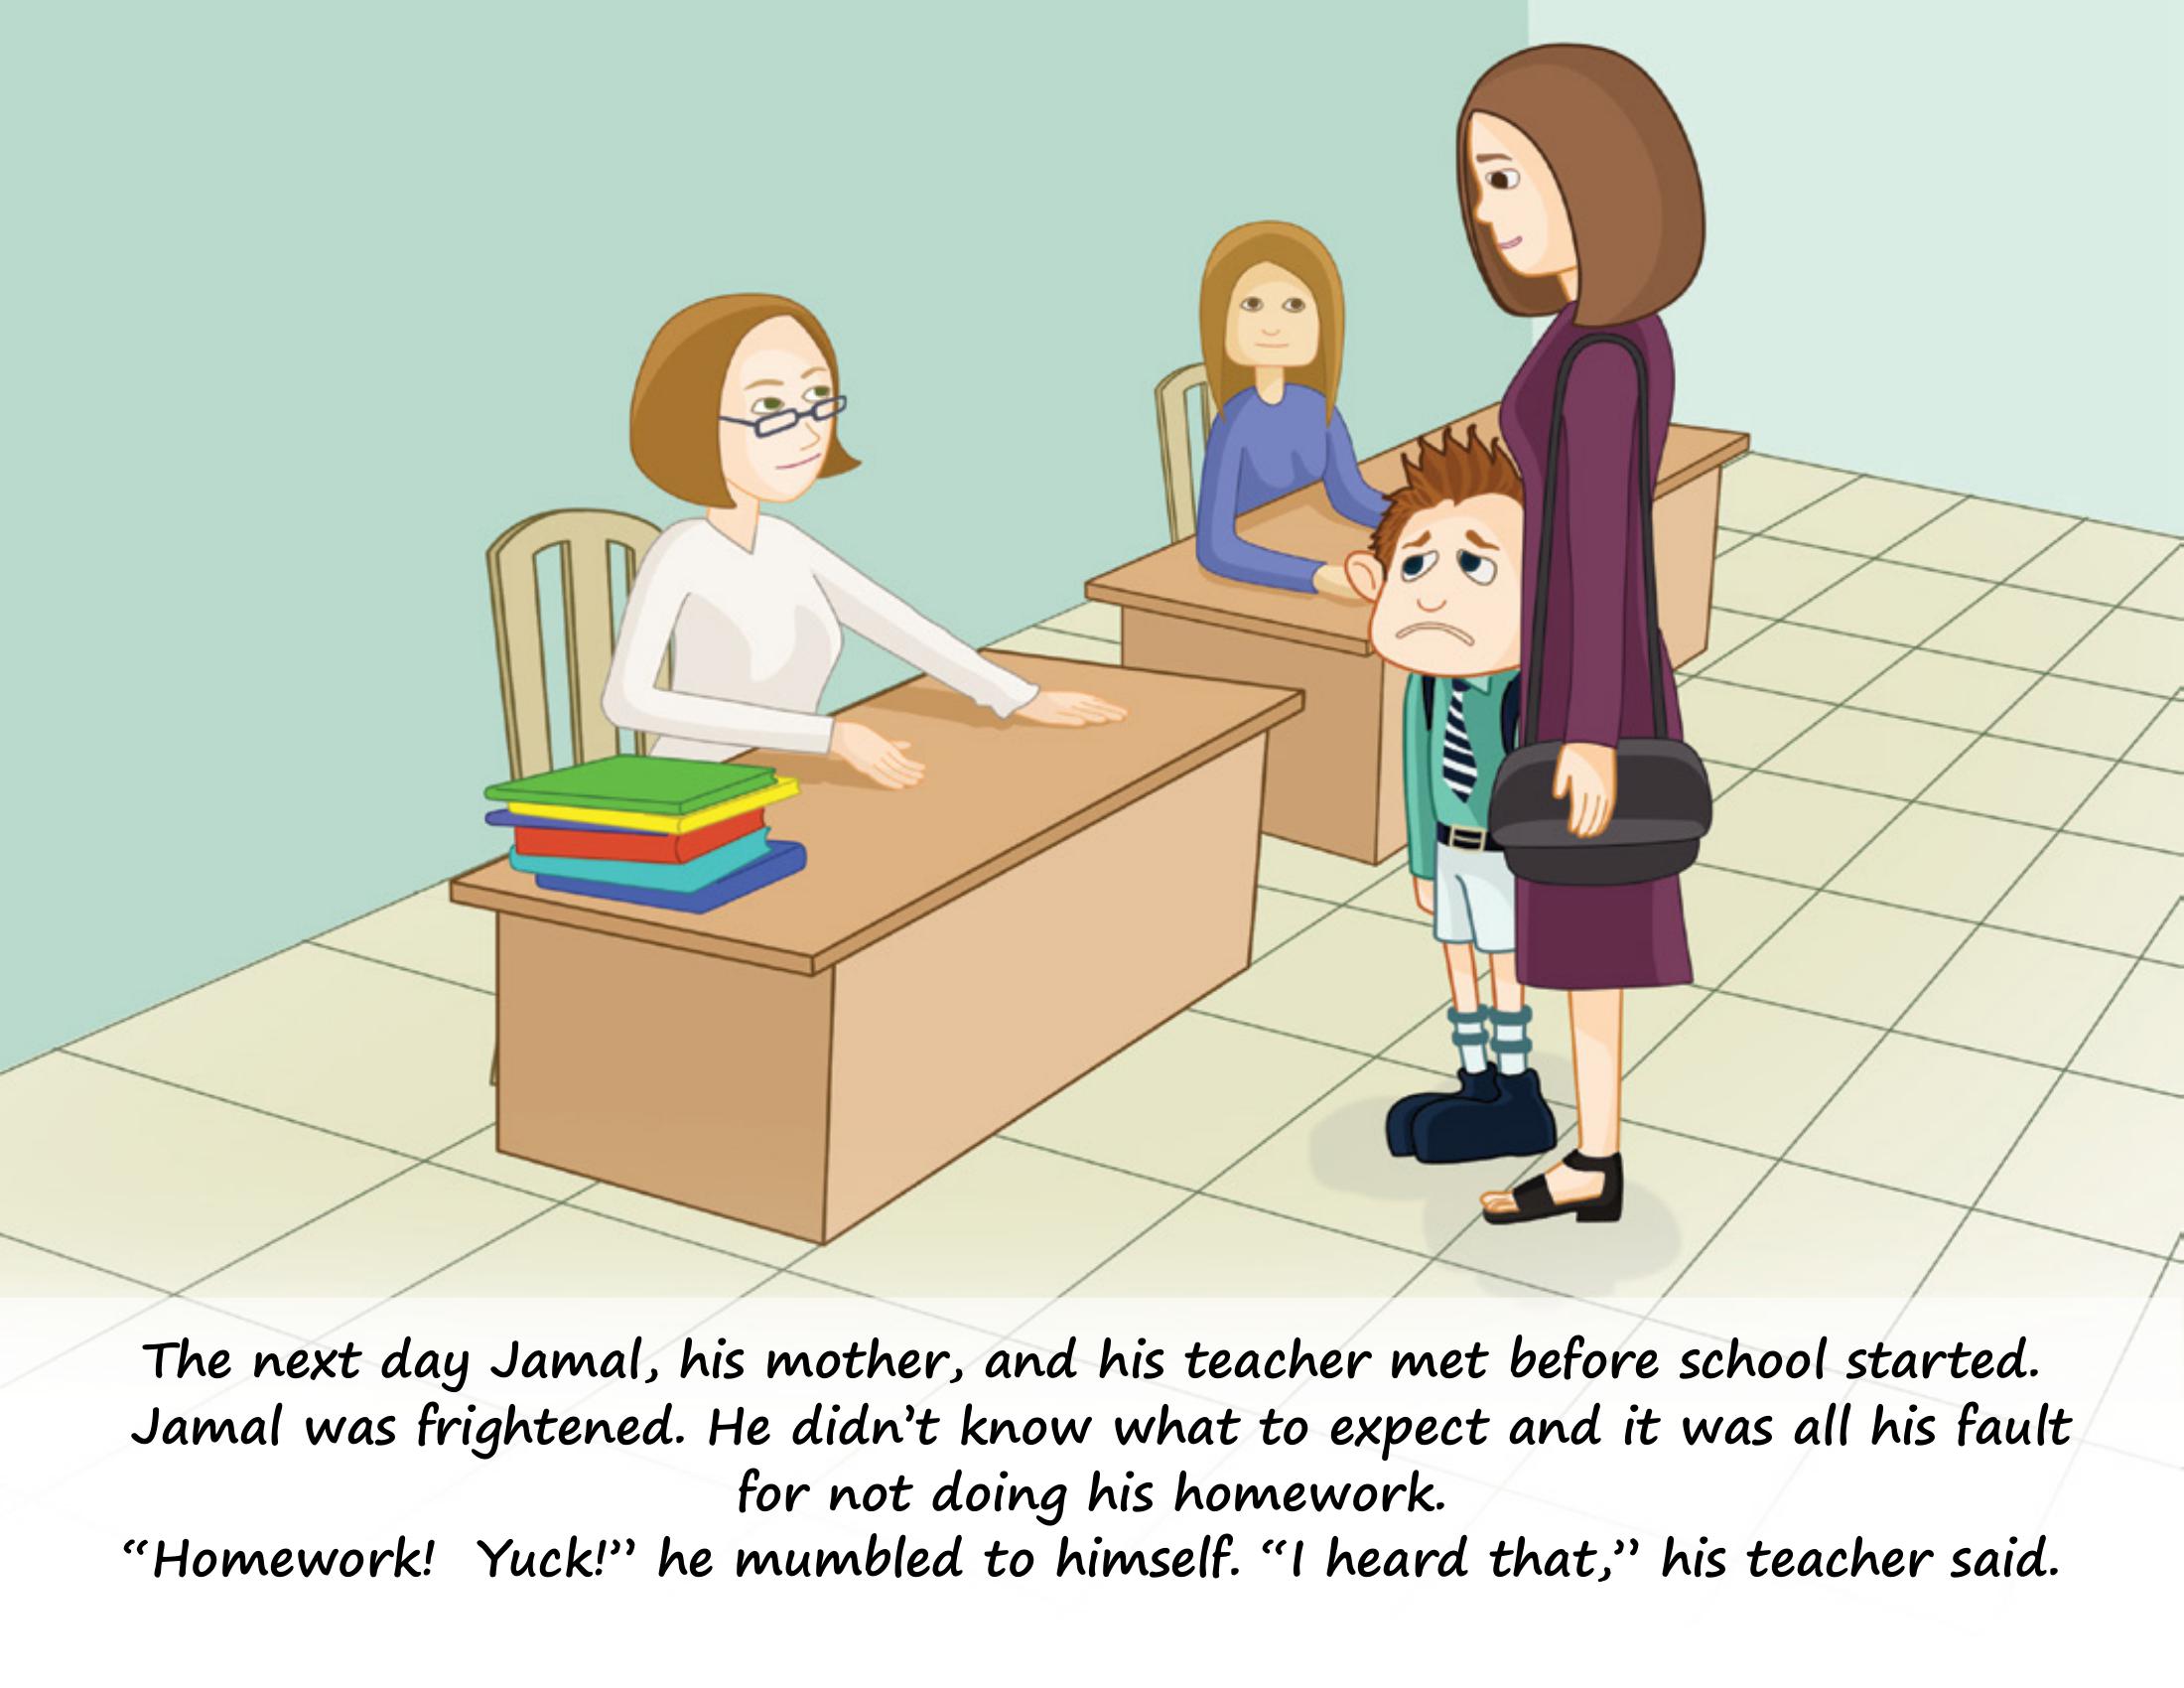 The next day Jamal, his mother, and his teacher met before school started.
Jamal was frightened. He didn’t know what to expect and it was all his fault
for not doing his homework.
“Homework!  Yuck!” he mumbled to himself. “I heard that,” his teacher said.